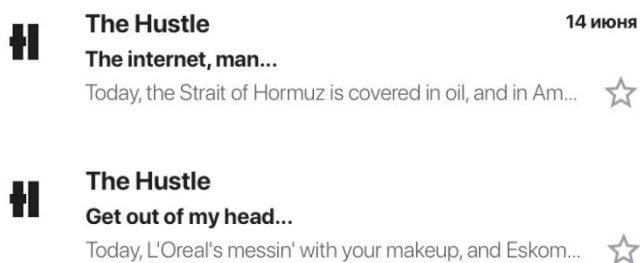 The Hustle
14 июня
The internet, man...
Today, the Strait of Hormuz is covered in oil, and in Am...
The Hustle
Get out of my head...
Today, L'Oreal's messin' with your makeup, and Eskom...